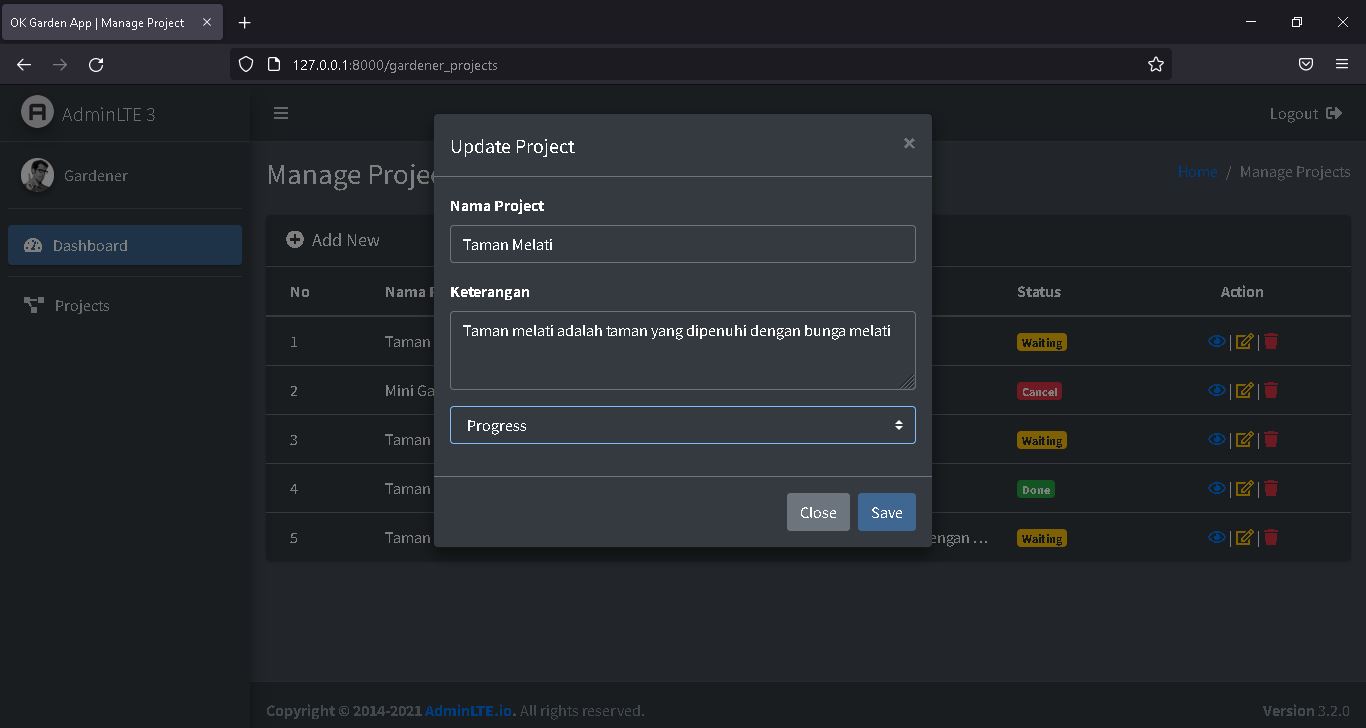 OK Garden App | Manage Project
127.0.0.1:8000/gardener_projects
AdminLTE 3
Logout
Gardener
Manage
Home / Manage Projects
Dashboard
Projects
Add New
Update Project ×
Nama Project
Taman Melati
Keterangan
Taman melati adalah taman yang dipenuhi dengan bunga melati
Progress
Close Save
No Nama Status Action
1 Taman Waiting | |
2 Mini Cancel | |
3 Taman Waiting | |
4 Taman Done | |
5 Taman engan ... Waiting | |
Copyright © 2014-2021 AdminLTE.io. All rights reserved.
Version 3.2.0